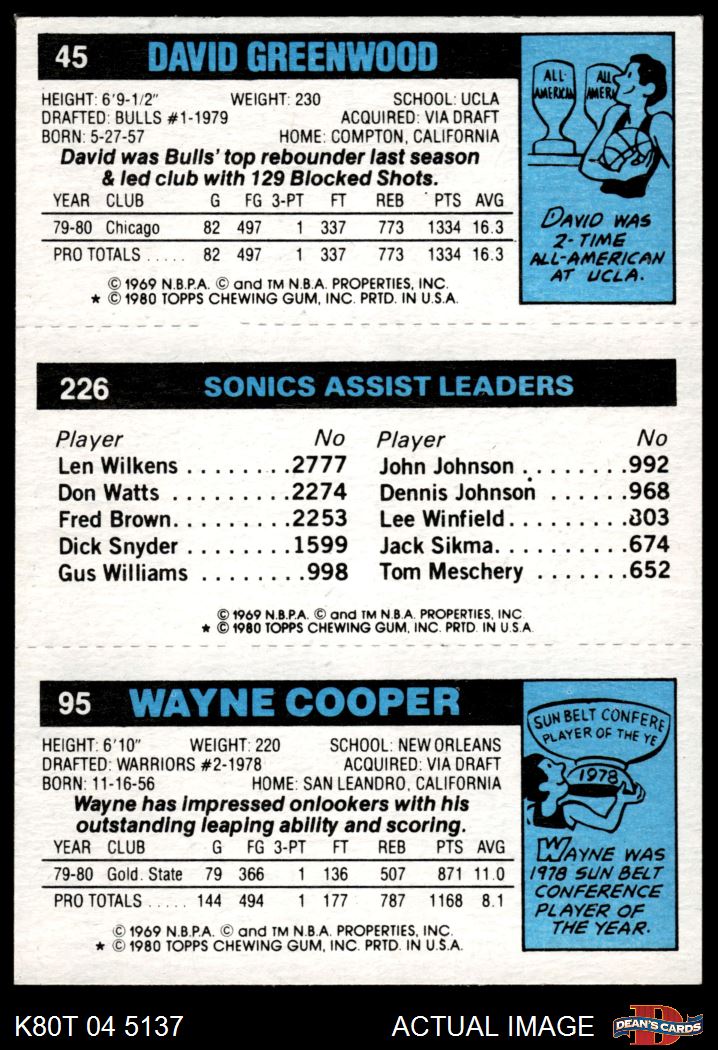 45 DAVID GREENWOOD
HEIGHT: 6'9-1/2" WEIGHT: 230 SCHOOL: UCLA
DRAFTED: BULLS #1-1979 ACQUIRED: VIA DRAFT
BORN: 5-27-57 HOME: COMPTON, CALIFORNIA
David was Bulls' top rebounder last season
& led club with 129 Blocked Shots.
YEAR CLUB G FG 3-PT FT REB PTS AVG
79-80 Chicago 82 497 1 337 773 1334 16.3
PRO TOTALS ..... 82 497 1 337 773 1334 16.3
© 1969 N.B.P.A. © and TM N.B.A. PROPERTIES, INC.
★ © 1980 TOPPS CHEWING GUM, INC. PRTD. IN U.S.A.
ALL-
AMERICAN
ALL
AMERI
DAVID WAS
2-TIME
ALL-AMERICAN
AT UCLA.
226 SONICS ASSIST LEADERS
Player No Player No
Len Wilkens ........2777 John Johnson ........992
Don Watts .........2274 Dennis Johnson ......968
Fred Brown.........2253 Lee Winfield.........803
Dick Snyder ........1599 Jack Sikma..........674
Gus Williams ........998 Tom Meschery .......652
© 1969 N.B.P.A. © and TM N.B.A. PROPERTIES, INC.
★ © 1980 TOPPS CHEWING GUM, INC. PRTD. IN U.S.A.
95 WAYNE COOPER
HEIGHT: 6'10" WEIGHT: 220 SCHOOL: NEW ORLEANS
DRAFTED: WARRIORS #2-1978 ACQUIRED: VIA DRAFT
BORN: 11-16-56 HOME: SAN LEANDRO, CALIFORNIA
Wayne has impressed onlookers with his
outstanding leaping ability and scoring.
YEAR CLUB G FG 3-PT FT REB PTS AVG
79-80 Gold. State 79 366 1 136 507 871 11.0
PRO TOTALS ..... 144 494 1 177 787 1168 8.1
© 1969 N.B.P.A. © and TM N.B.A. PROPERTIES, INC.
★ © 1980 TOPPS CHEWING GUM, INC. PRTD. IN U.S.A.
SUN BELT CONFERE
PLAYER OF THE YE
1978
WAYNE WAS
1978 SUN BELT
CONFERENCE
PLAYER OF
THE YEAR.
K80T 04 5137 ACTUAL IMAGE D DEAN'S CARDS